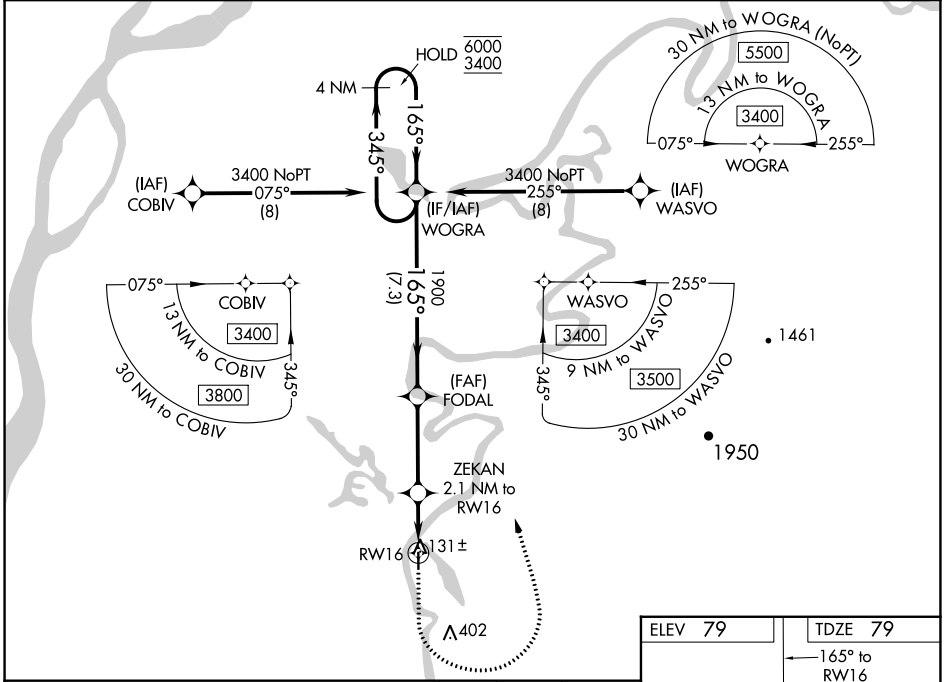 HOLD 6000
3400
4 NM
165°
345°
30 NM to WOGRA (NoPT)
5500
13 NM to WOGRA
3400
075°
255°
WOGRA
(IAF)
COBIV
3400 NoPT
075°
(8)
(IF/IAF)
WOGRA
3400 NoPT
255°
(8)
(IAF)
WASVO
1900
165°
(7.3)
075°
COBIV
3400
13 NM to COBIV
3800
30 NM to COBIV
345°
WASVO
255°
3400
9 NM to WASVO
3500
30 NM to WASVO
345°
1461
1950
(FAF)
FODAL
ZEKAN
2.1 NM to
RW16
RW16
131±
402
ELEV 79
TDZE 79
165° to
RW16